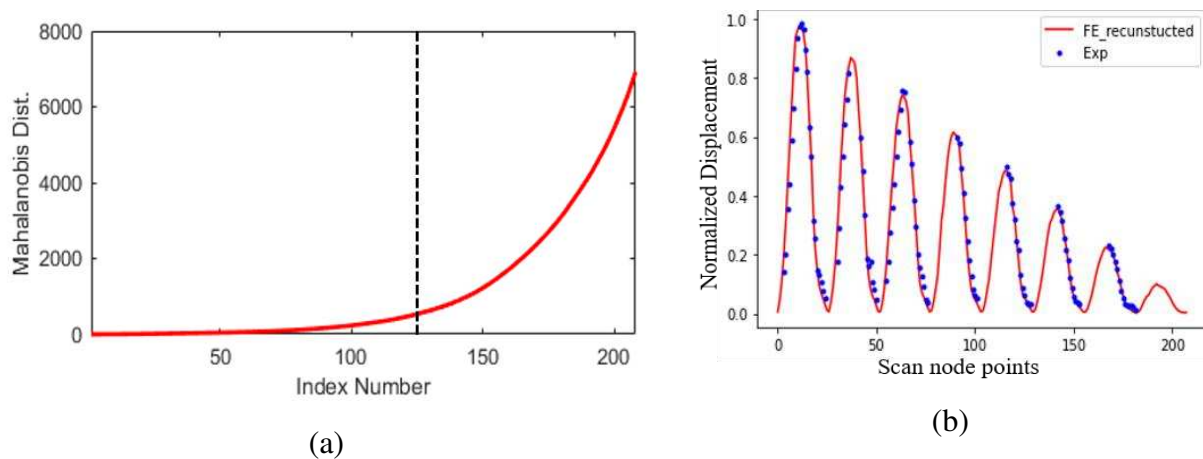 8000
6000
4000
2000
0
Mahalanobis Dist.
50
100
150
200
Index Number
(a)
1.0
0.8
0.6
0.4
0.2
0.0
Normalized Displacement
FE_recunstucted
Exp
0
50
100
150
200
Scan node points
(b)